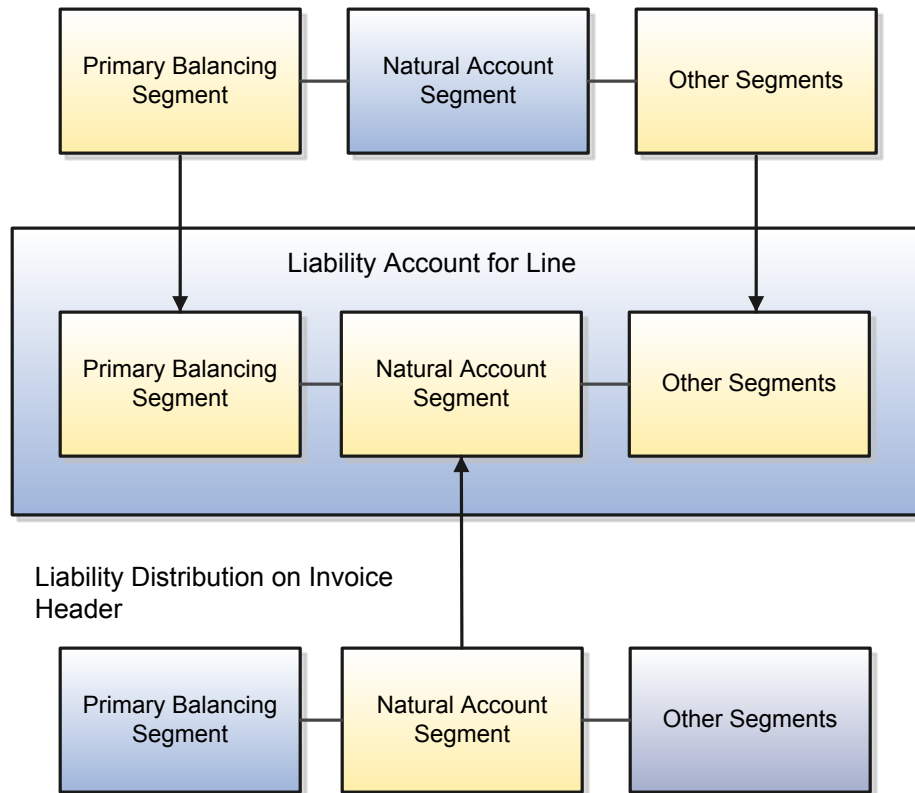 Primary Balancing
Segment
Natural Account
Segment
Other Segments
Liability Account for Line
Primary Balancing
Segment
Natural Account
Segment
Other Segments
Liability Distribution on Invoice
Header
Primary Balancing
Segment
Natural Account
Segment
Other Segments